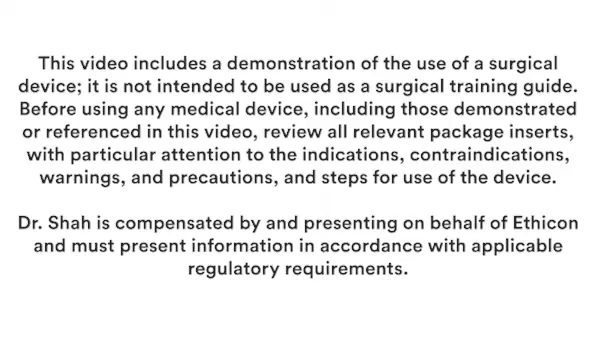 This video includes a demonstration of the use of a surgical
device; it is not intended to be used as a surgical training guide.
Before using any medical device, including those demonstrated
or referenced in this video, review all relevant package inserts,
with particular attention to the indications, contraindications,
warnings, and precautions, and steps for use of the device.
Dr. Shah is compensated by and presenting on behalf of Ethicon
and must present information in accordance with applicable
regulatory requirements.